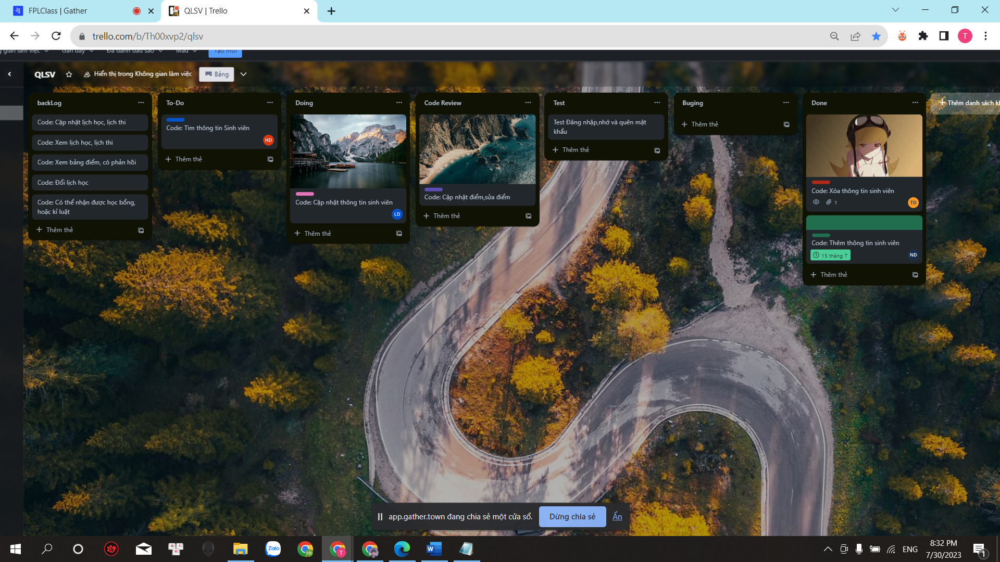 FPLClass | Gather
QLSV | Trello
trello.com/b/Th00xvp2/qlsv
T
gian làm việc
Gần đây
Đã đánh dấu sao
Mẫu
Tạo mới
QLSV
Hiển thị trong Không gian làm việc
Bảng
backLog
Code: Cập nhật lịch học, lịch thi
Code: Xem lịch học, lịch thi
Code: Xem bảng điểm, có phản hồi
Code: Đổi lịch học
Code: Có thể nhận được học bổng,
hoặc kỉ luật
Thêm thẻ
To-Do
Code: Tìm thông tin Sinh viên
HD
Thêm thẻ
Doing
Code: Cập nhật thông tin sinh viên
LD
Thêm thẻ
Code Review
Code: Cập nhật điểm,sửa điểm
Thêm thẻ
Test
Test Đăng nhập,nhớ và quên mật
khẩu
Thêm thẻ
Buging
Thêm thẻ
Done
Code: Xóa thông tin sinh viên
1
TD
Code: Thêm thông tin sinh viên
15 tháng 7
ND
Thêm thẻ
Thêm danh sách
app.gather.town đang chia sẻ một cửa sổ.
Dừng chia sẻ
Ẩn
Zalo
Hh
T
W
ENG
8:32 PM
7/30/2023
1